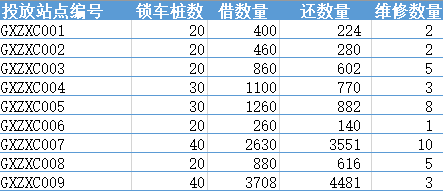 投放站点编号 锁车桩数 借数量 还数量 维修数量
GXZXC001 20 400 224 2
GXZXC002 20 460 280 2
GXZXC003 20 860 602 5
GXZXC004 30 1100 770 3
GXZXC005 30 1260 882 8
GXZXC006 20 260 140 1
GXZXC007 40 2630 3551 10
GXZXC008 20 880 616 5
GXZXC009 40 3708 4481 3